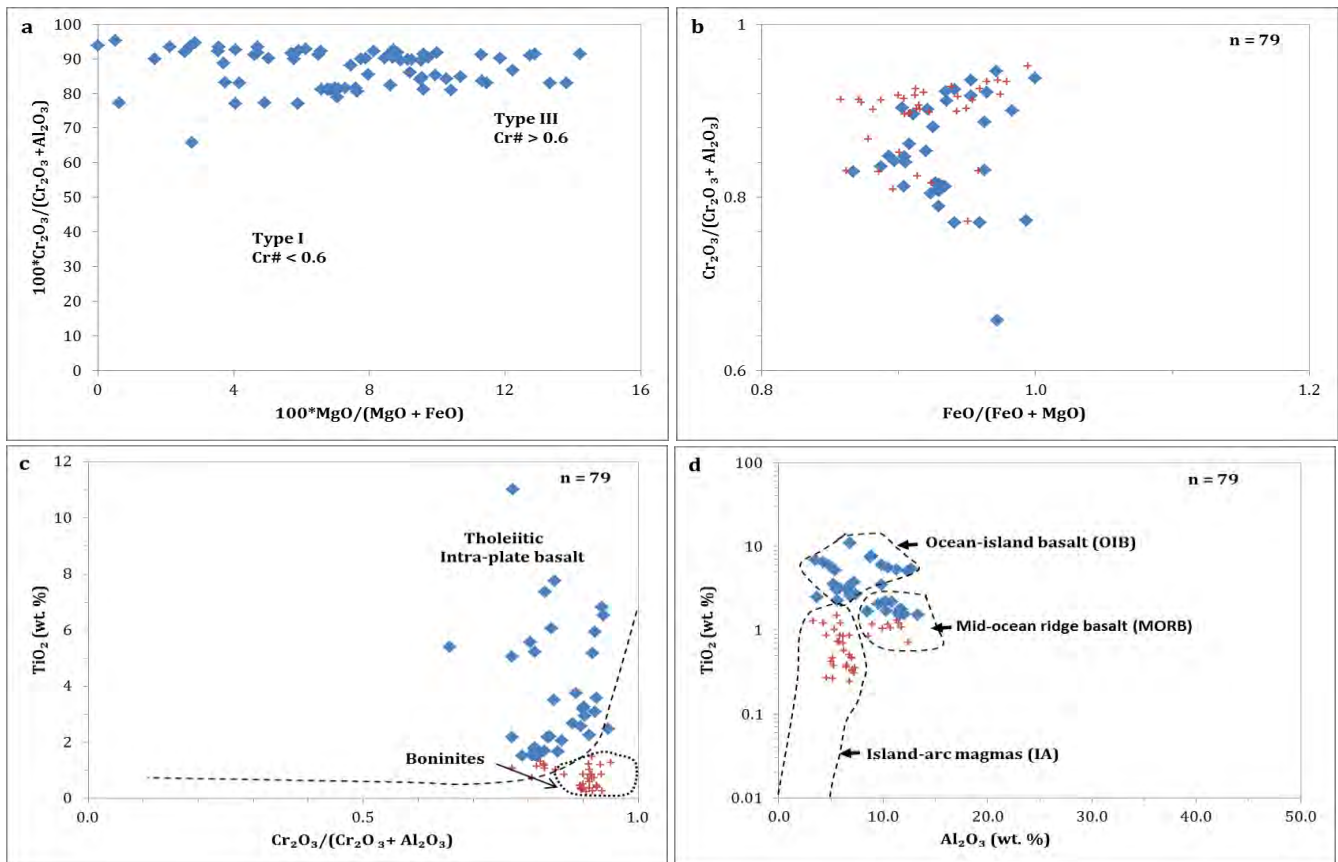 a
100
90
80
70
60
50
40
30
20
10
0
100*Cr₂O₃/(Cr₂O₃ +Al₂O₃)
Type III
Cr# > 0.6
Type I
Cr# < 0.6
0
4
8
12
16
100*MgO/(MgO + FeO)
b
n = 79
1
0.8
0.6
Cr₂O₃/(Cr₂O ₃ + Al₂O₃)
0.8
1.0
1.2
FeO/(FeO + MgO)
c
n = 79
12
10
8
6
4
2
0
TiO₂ (wt. %)
Tholeiitic
Intra-plate basalt
Boninites
0.0
0.5
1.0
Cr₂O₃/(Cr₂O ₃ + Al₂O₃)
d
n = 79
100
10
1
0.1
0.01
TiO₂ (wt. %)
Ocean-island basalt (OIB)
Mid-ocean ridge basalt (MORB)
Island-arc magmas (IA)
0.0
10.0
20.0
30.0
40.0
50.0
Al₂O₃ (wt. %)